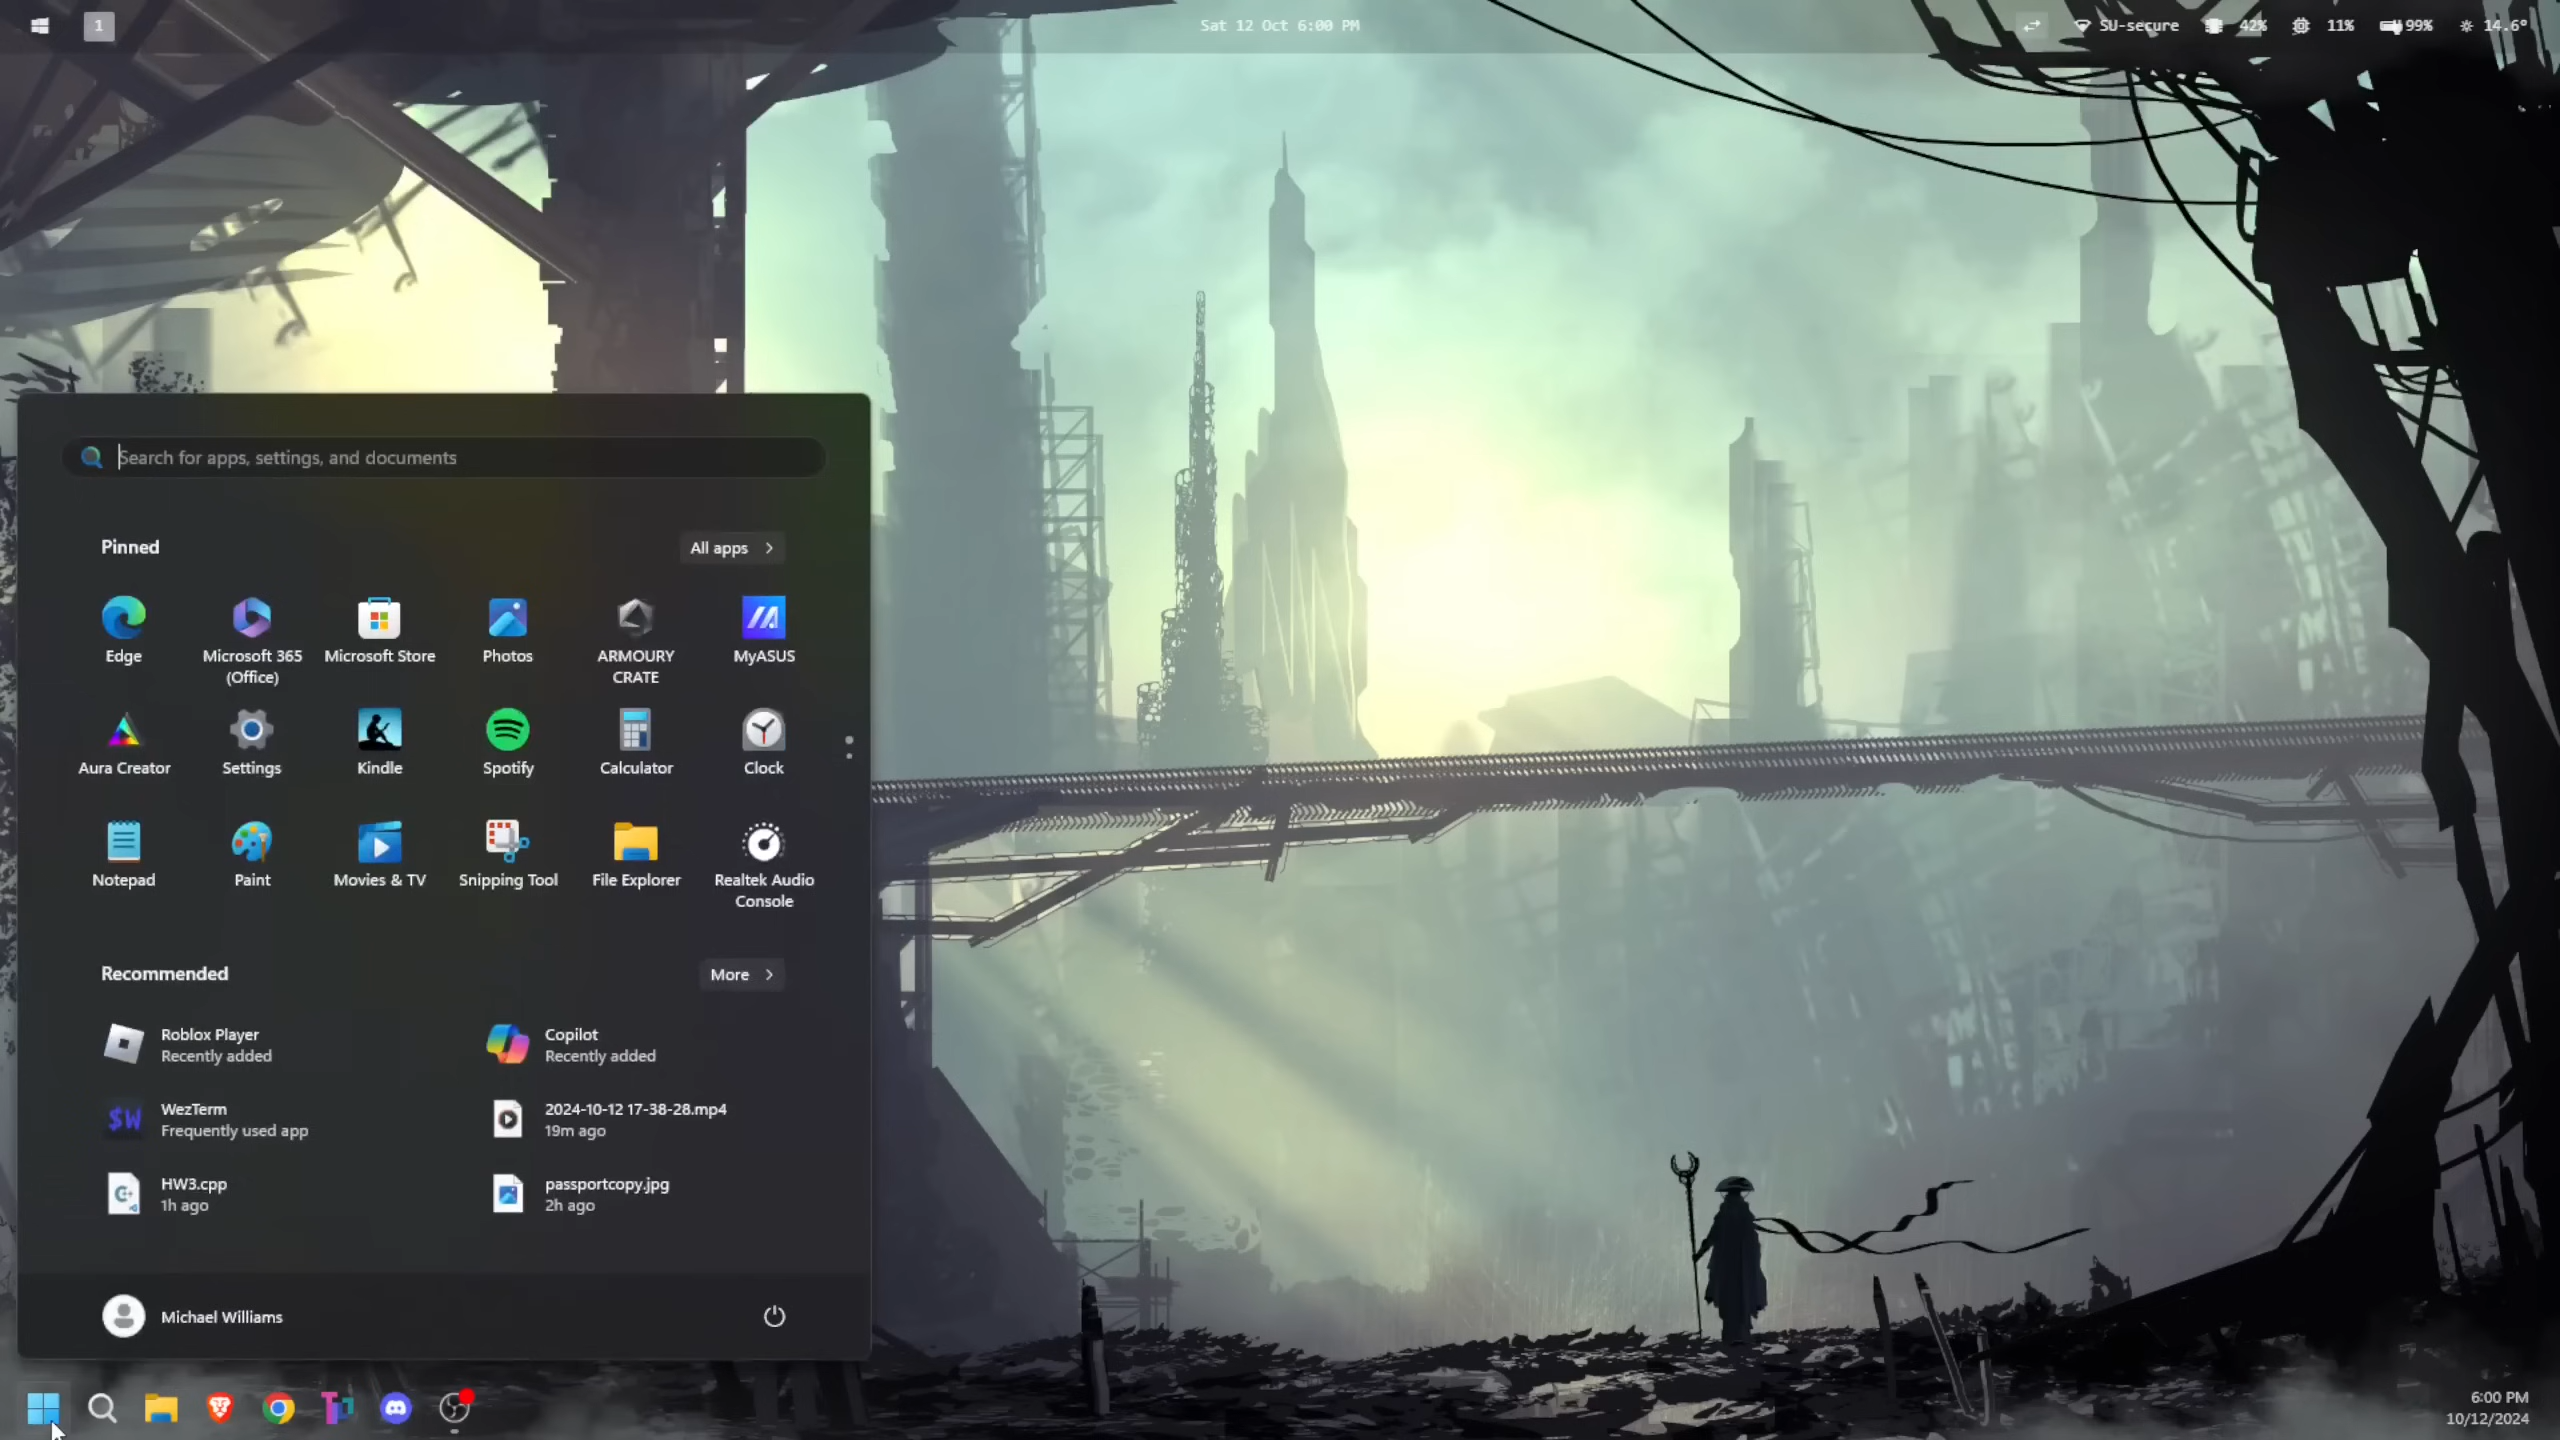 1
Sat 12 Oct 6:00 PM
SU-secure 42% 11% 99% 14.6°
Search for apps, settings, and documents
Pinned
All apps
Edge
Microsoft 365 (Office)
Microsoft Store
Photos
ARMOURY CRATE
MyASUS
Aura Creator
Settings
Kindle
Spotify
Calculator
Clock
Notepad
Paint
Movies & TV
Snipping Tool
File Explorer
Realtek Audio Console
Recommended
More
Roblox Player
Recently added
Copilot
Recently added
$W
WezTerm
Frequently used app
2024-10-12 17-38-28.mp4
19m ago
HW3.cpp
1h ago
passportcopy.jpg
2h ago
Michael Williams
6:00 PM
10/12/2024